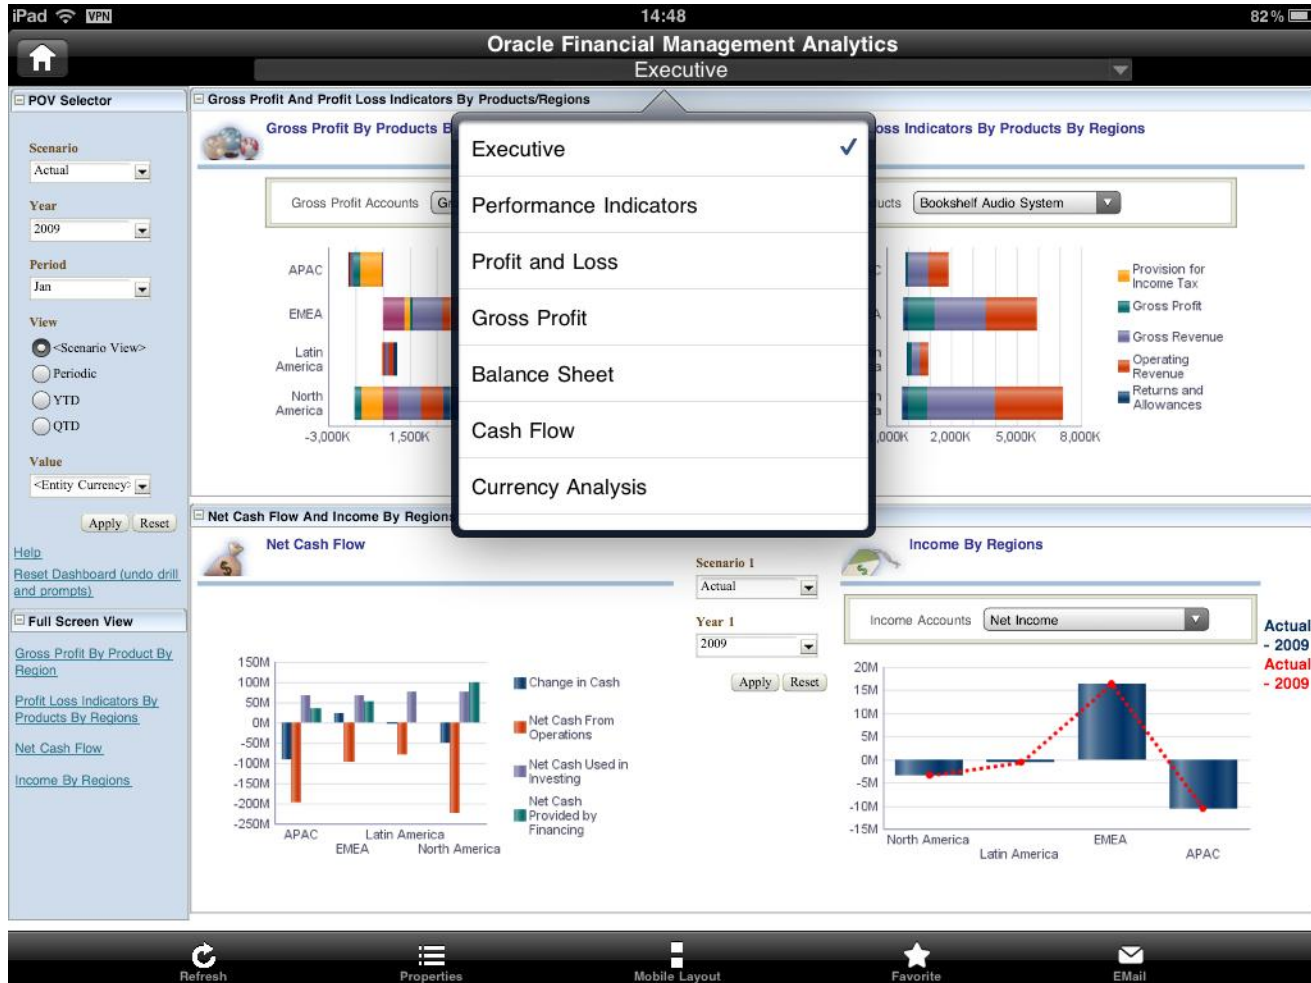 iPad VPN 14:48 82%
Oracle Financial Management Analytics
Executive
POV Selector
Scenario
Actual
Year
2009
Period
Jan
View
<Scenario View>
Periodic
YTD
QTD
Value
<Entity Currency>
Apply Reset
Help
Reset Dashboard (undo drill
and prompts)
Full Screen View
Gross Profit By Product By
Region
Profit Loss Indicators By
Products By Regions
Net Cash Flow
Income By Regions
Gross Profit And Profit Loss Indicators By Products/Regions
Gross Profit By Products
Gross Profit Accounts
APAC
EMEA
Latin
America
North
America
-3,000K 1,500K
Executive
Performance Indicators
Profit and Loss
Gross Profit
Balance Sheet
Cash Flow
Currency Analysis
Indicators By Products By Regions
Bookshelf Audio System
2,000K 5,000K 8,000K
Provision for
Income Tax
Gross Profit
Gross Revenue
Operating
Revenue
Returns and
Allowances
Net Cash Flow And Income By Region
Net Cash Flow
150M
100M
50M
0M
-50M
-100M
-150M
-200M
-250M
APAC Latin America
EMEA North America
Change in Cash
Net Cash From
Operations
Net Cash Used in
Investing
Net Cash
Provided by
Financing
Scenario 1
Actual
Year 1
2009
Apply Reset
Income By Regions
Income Accounts Net Income
20M
15M
10M
5M
0M
-5M
-10M
-15M
North America EMEA
Latin America APAC
Actual
- 2009
Actual
- 2009
Refresh Properties Mobile Layout Favorite EMail